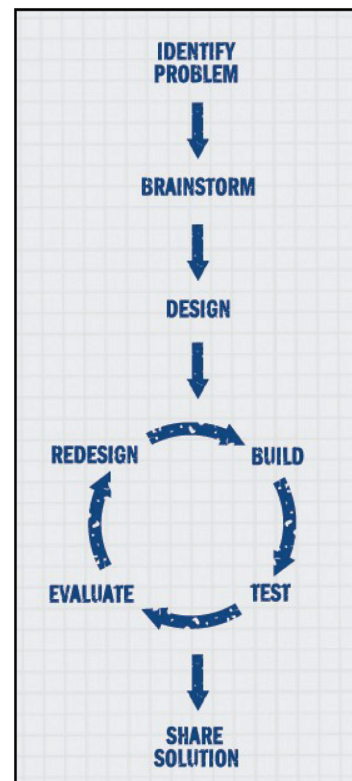 IDENTIFY
PROBLEM
BRAINSTORM
DESIGN
REDESIGN
BUILD
EVALUATE
TEST
SHARE
SOLUTION